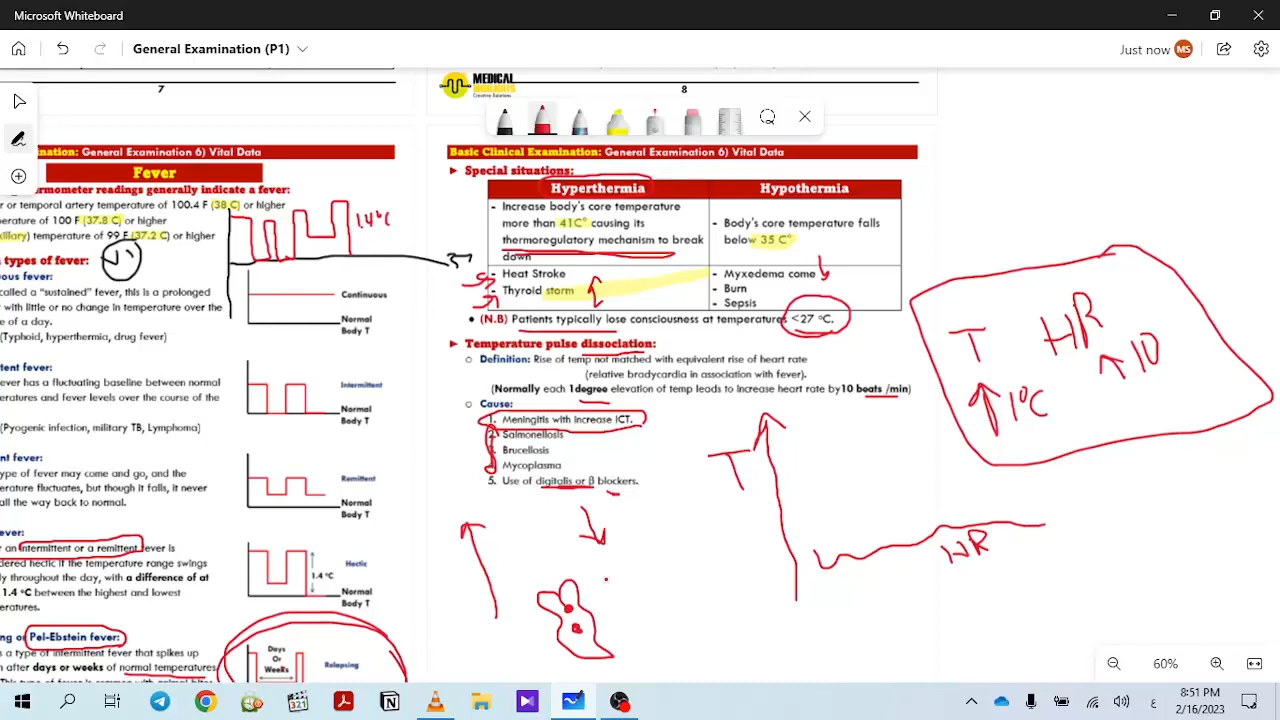 Microsoft Whiteboard
General Examination (P1)
Just now MS
7
MEDICAL
8
mination: General Examination 6) Vital Data
Fever
ermometer readings generally indicate a fever:
r or temporal artery temperature of 100.4 F (38 C) or higher
perature of 100 F (37.8 C) or higher
xillary) temperature of 99 F (37.2 C) or higher
1.4°C
types of fever:
ous fever:
called a "sustained" fever, this is a prolonged
with little or no change in temperature over the
e of a day.
(Typhoid, hyperthermia, drug fever)
Continuous
Normal
Body T
tent fever:
ever has a fluctuating baseline between normal
eratures and fever levels over the course of the
(Pyogenic infection, military TB, Lymphoma)
Intermittent
Normal
Body T
nt fever:
ype of fever may come and go, and the
erature fluctuates, but though it falls, it never
all the way back to normal.
Remittent
Normal
Body T
ever:
r an intermittent or a remittent fever is
dered hectic if the temperature range swings
ly throughout the day, with a difference of at
1.4 °C between the highest and lowest
eratures.
Hectic
1.4 °C
Normal
Body T
ng or Pel-Ebstein fever:
s a type of intermittent fever that spikes up
n after days or weeks of normal temperatures
Days
Or
WeeKs
Relapsing
Basic Clinical Examination: General Examination 6) Vital Data
► Special situations:
Hyperthermia
Hypothermia
- Increase body's core temperature
more than 41C° causing its
thermoregulatory mechanism to break
down
- Body's core temperature falls
below 35 C°
- Heat Stroke
- Thyroid storm
- Myxedema come
- Burn
- Sepsis
• (N.B) Patients typically lose consciousness at temperatures <27 °C.
► Temperature pulse dissociation:
○ Definition: Rise of temp not matched with equivalent rise of heart rate
(relative bradycardia in association with fever).
(Normally each 1degree elevation of temp leads to increase heart rate by10 beats /min)
○ Cause:
1. Meningitis with increase ICT.
2. Salmonellosis
3. Brucellosis
4. Mycoplasma
5. Use of digitalis or β blockers.
T HR
↑1°C ↑10
T
HR
80%
8:51 PM
2/16/2023